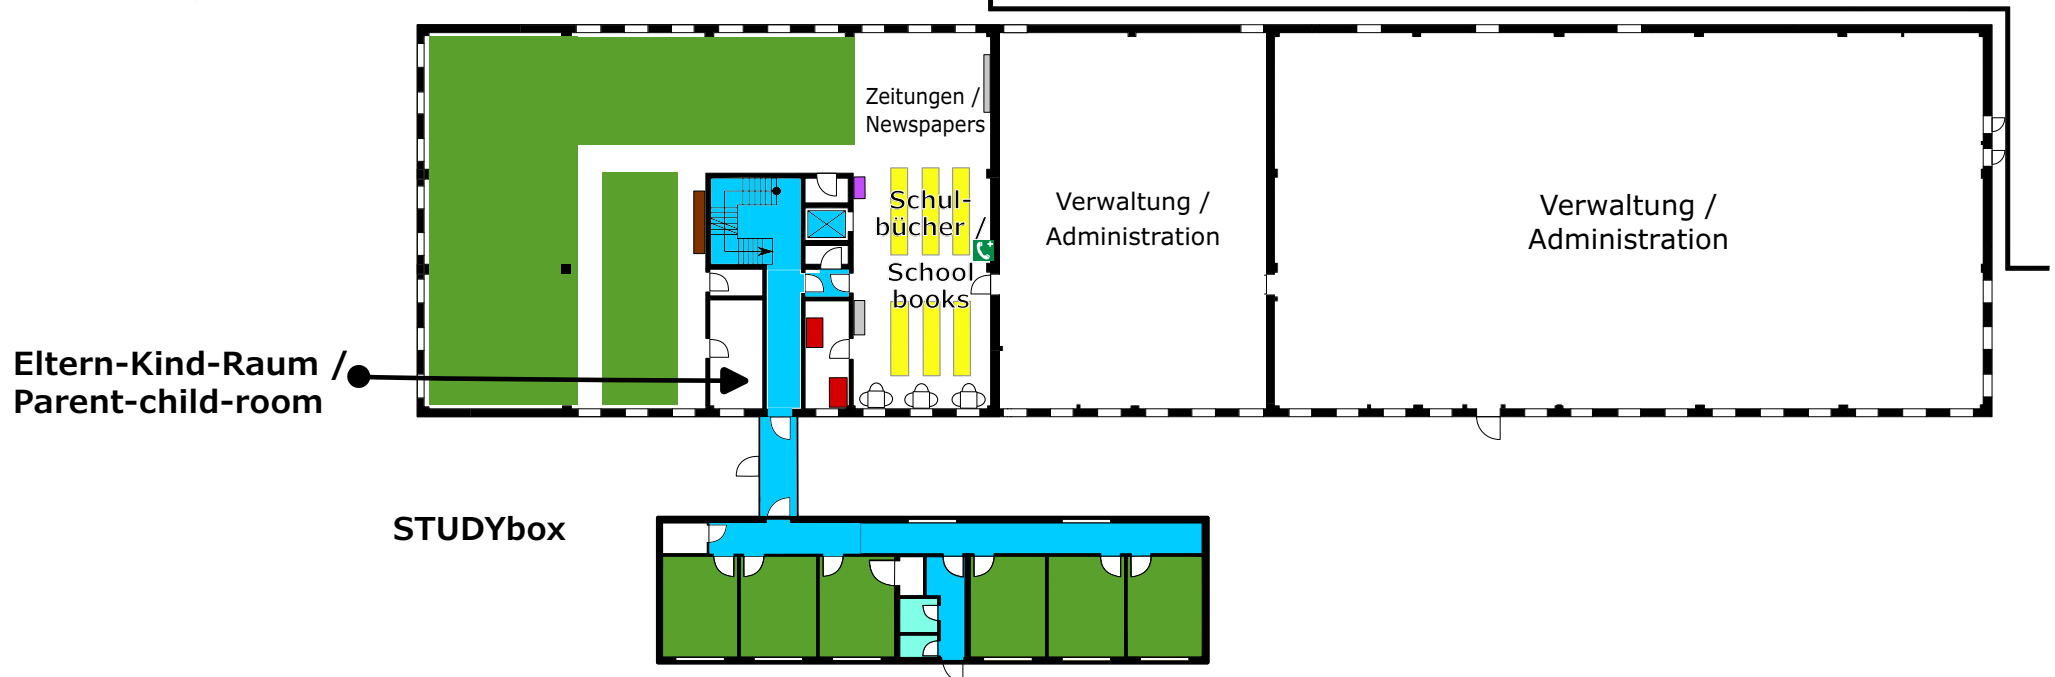 Zeitungen /
Newspapers
Schul-
bücher /
School
books
Verwaltung /
Administration
Verwaltung /
Administration
Eltern-Kind-Raum /
Parent-child-room
STUDYbox